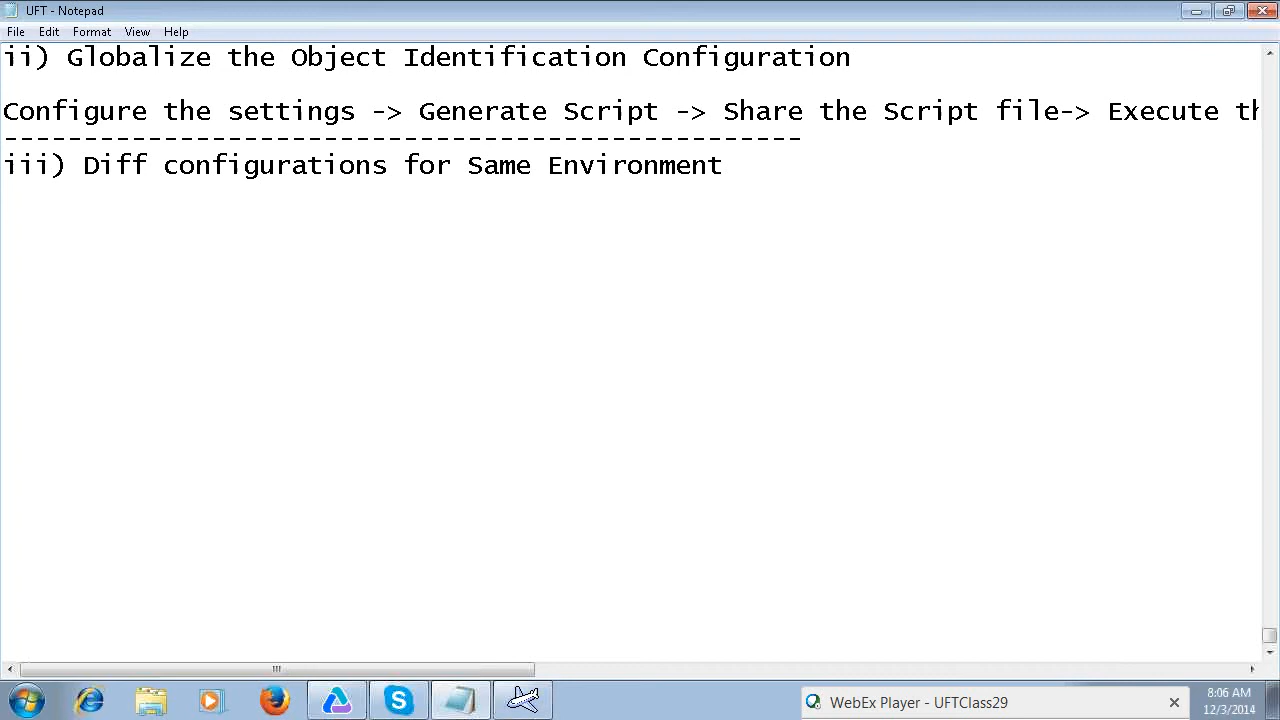 UFT - Notepad
File Edit Format View Help
ii) Globalize the Object Identification Configuration
Configure the settings -> Generate Script -> Share the Script file-> Execute th
--------------------------------------------------
iii) Diff configurations for Same Environment
WebEx Player - UFTClass29
8:06 AM
12/3/2014